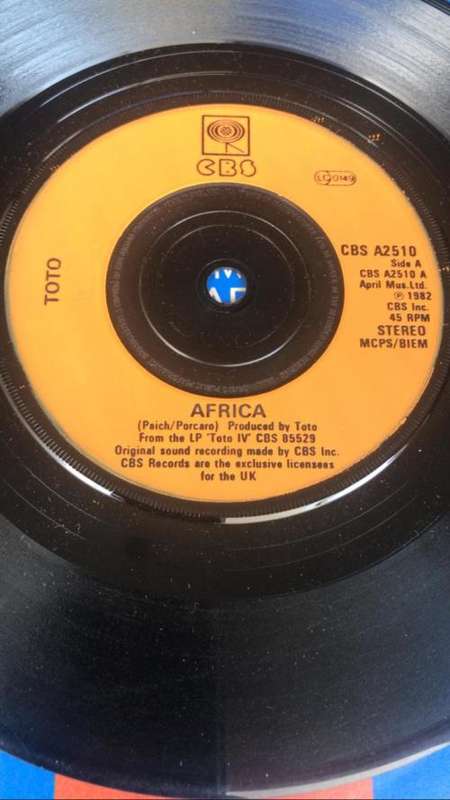 CBS
LC 0149
TOTO
CBS A2510
Side A
CBS A2510 A
April Mus. Ltd.
℗ 1982
CBS Inc.
45 RPM
STEREO
MCPS/BIEM
AFRICA
(Paich/Porcaro) Produced by Toto
From the LP 'Toto IV' CBS 85529
Original sound recording made by CBS Inc.
CBS Records are the exclusive licensees
for the UK